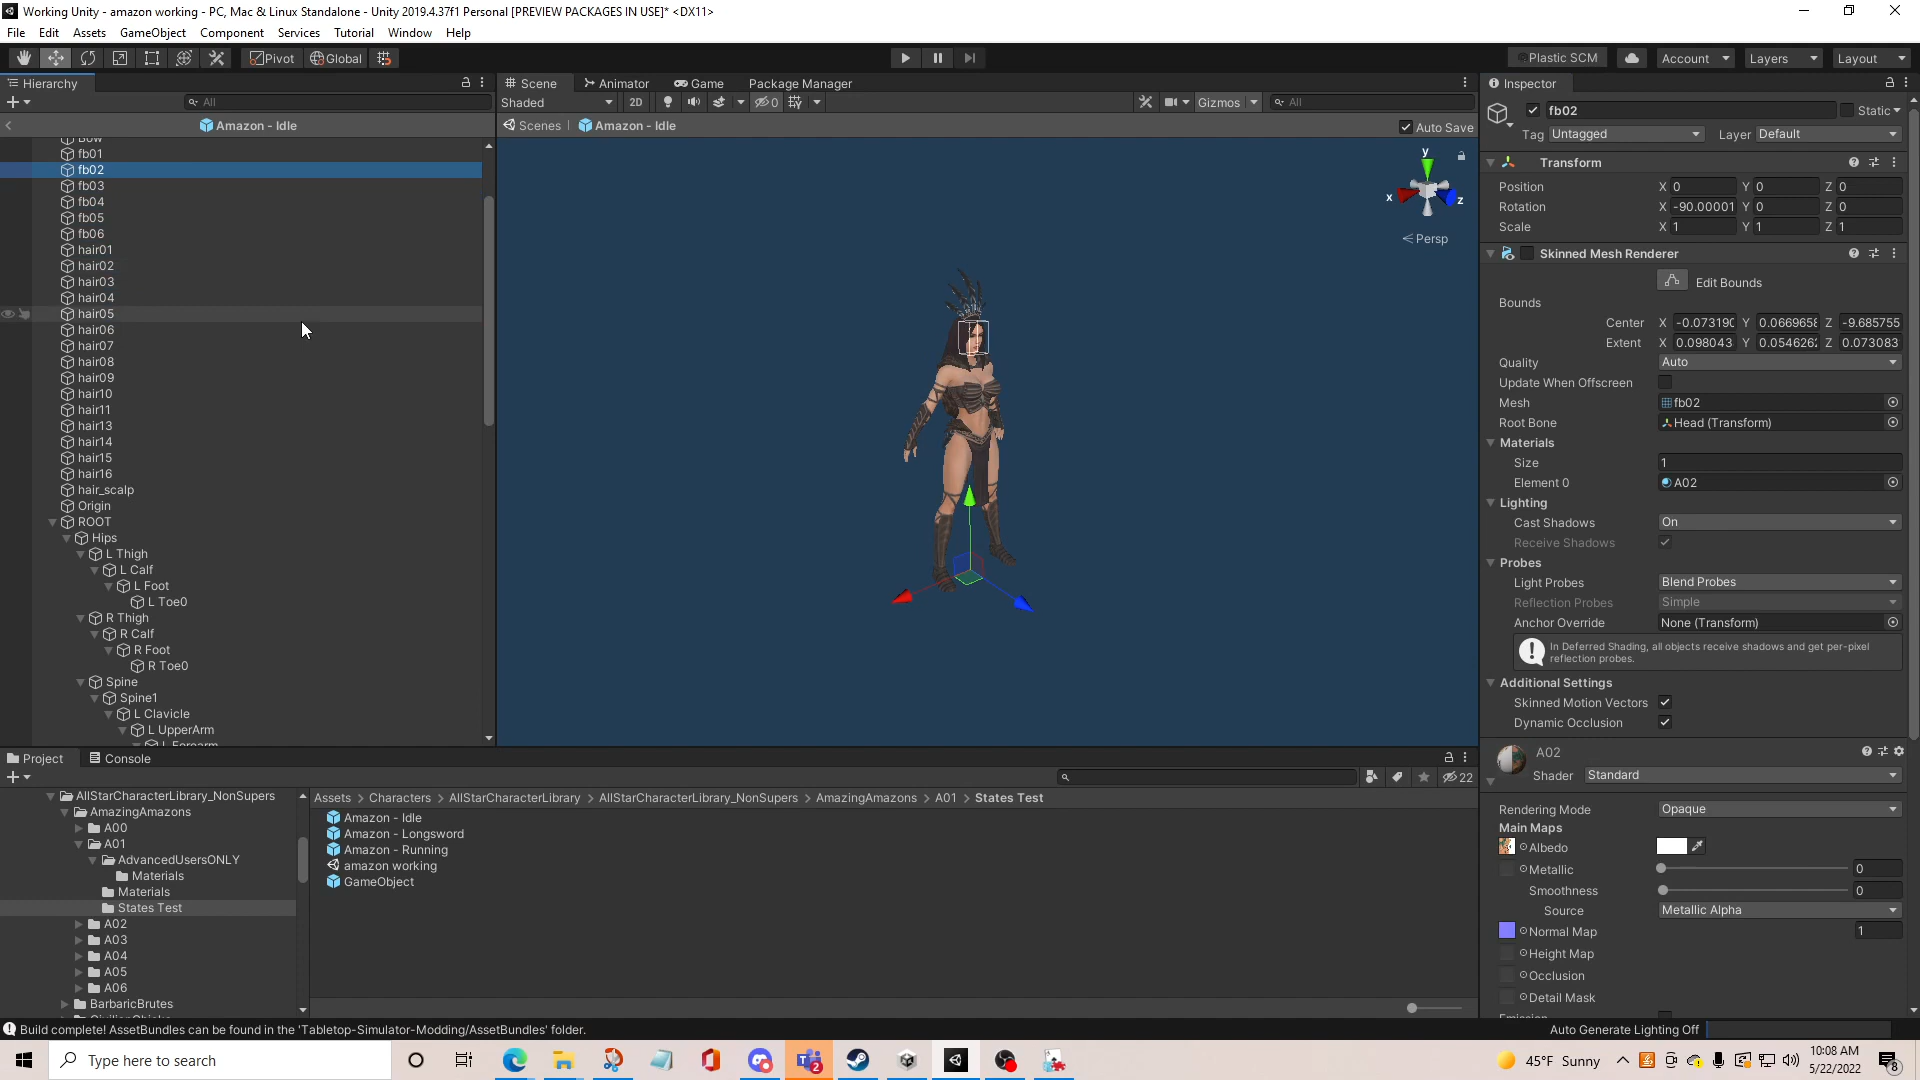 Working Unity - amazon working - PC, Mac & Linux Standalone - Unity 2019.4.37f1 Personal [PREVIEW PACKAGES IN USE]* <DX11>
File Edit Assets GameObject Component Services Tutorial Window Help
Pivot Global Plastic SCM Account Layers Layout
Hierarchy
All
Amazon - Idle
Bow
fb01
fb02
fb03
fb04
fb05
fb06
hair01
hair02
hair03
hair04
hair05
hair06
hair07
hair08
hair09
hair10
hair11
hair13
hair14
hair15
hair16
hair_scalp
Origin
ROOT
Hips
L Thigh
L Calf
L Foot
L Toe0
R Thigh
R Calf
R Foot
R Toe0
Spine
Spine1
L Clavicle
L UpperArm
L Forearm
Scene Animator Game Package Manager
Shaded 2D 0 Gizmos All
Scenes Amazon - Idle Auto Save
y
x z
Persp
Inspector
fb02 Static
Tag Untagged Layer Default
Transform
Position X 0 Y 0 Z 0
Rotation X -90.00001 Y 0 Z 0
Scale X 1 Y 1 Z 1
Skinned Mesh Renderer
Edit Bounds
Bounds
Center X -0.073190 Y 0.066965 Z -9.685755
Extent X 0.098043 Y 0.054626 Z 0.073083
Quality Auto
Update When Offscreen
Mesh fb02
Root Bone Head (Transform)
Materials
Size 1
Element 0 A02
Lighting
Cast Shadows On
Receive Shadows
Probes
Light Probes Blend Probes
Reflection Probes Simple
Anchor Override None (Transform)
In Deferred Shading, all objects receive shadows and get per-pixel
reflection probes.
Additional Settings
Skinned Motion Vectors
Dynamic Occlusion
A02
Shader Standard
Rendering Mode Opaque
Main Maps
Albedo
Metallic 0
Smoothness 0
Source Metallic Alpha
Normal Map 1
Height Map
Occlusion
Detail Mask
Emission
Project Console
22
AllStarCharacterLibrary_NonSupers
AmazingAmazons
A00
A01
AdvancedUsersONLY
Materials
Materials
States Test
A02
A03
A04
A05
A06
BarbaricBrutes
Assets > Characters > AllStarCharacterLibrary > AllStarCharacterLibrary_NonSupers > AmazingAmazons > A01 > States Test
Amazon - Idle
Amazon - Longsword
Amazon - Running
amazon working
GameObject
Build complete! AssetBundles can be found in the 'Tabletop-Simulator-Modding/AssetBundles' folder.
Auto Generate Lighting Off
Type here to search
2
45°F Sunny
10:08 AM
5/22/2022
8